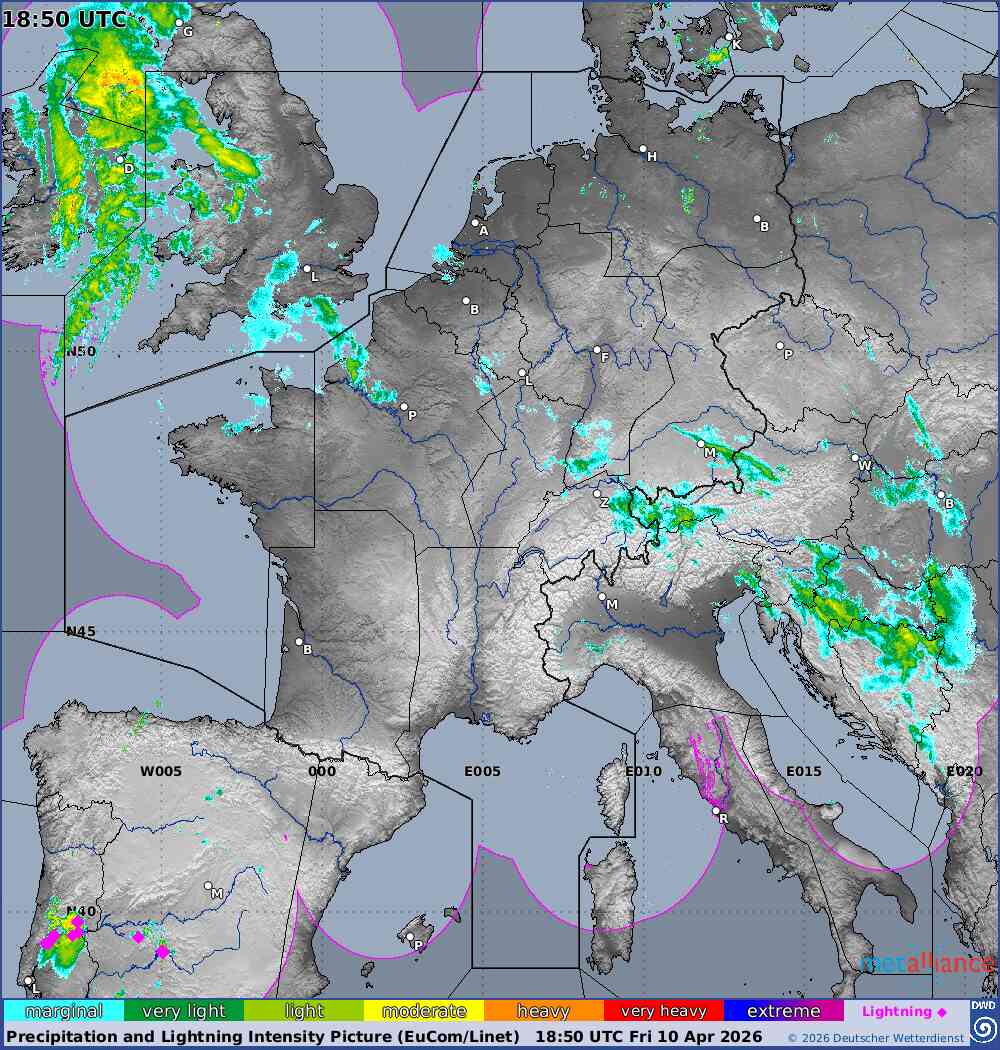 18:50 UTC
G
K
H
D
A
B
L
B
N50
F
P
L
P
M
W
Z
B
M
N45
B
W005
000
E005
E010
E015
E020
R
M
N40
P
L
metalliance
marginal very light light moderate heavy very heavy extreme Lightning
DWD
Precipitation and Lightning Intensity Picture (EuCom/Linet) 18:50 UTC Fri 10 Apr 2026 © 2026 Deutscher Wetterdienst